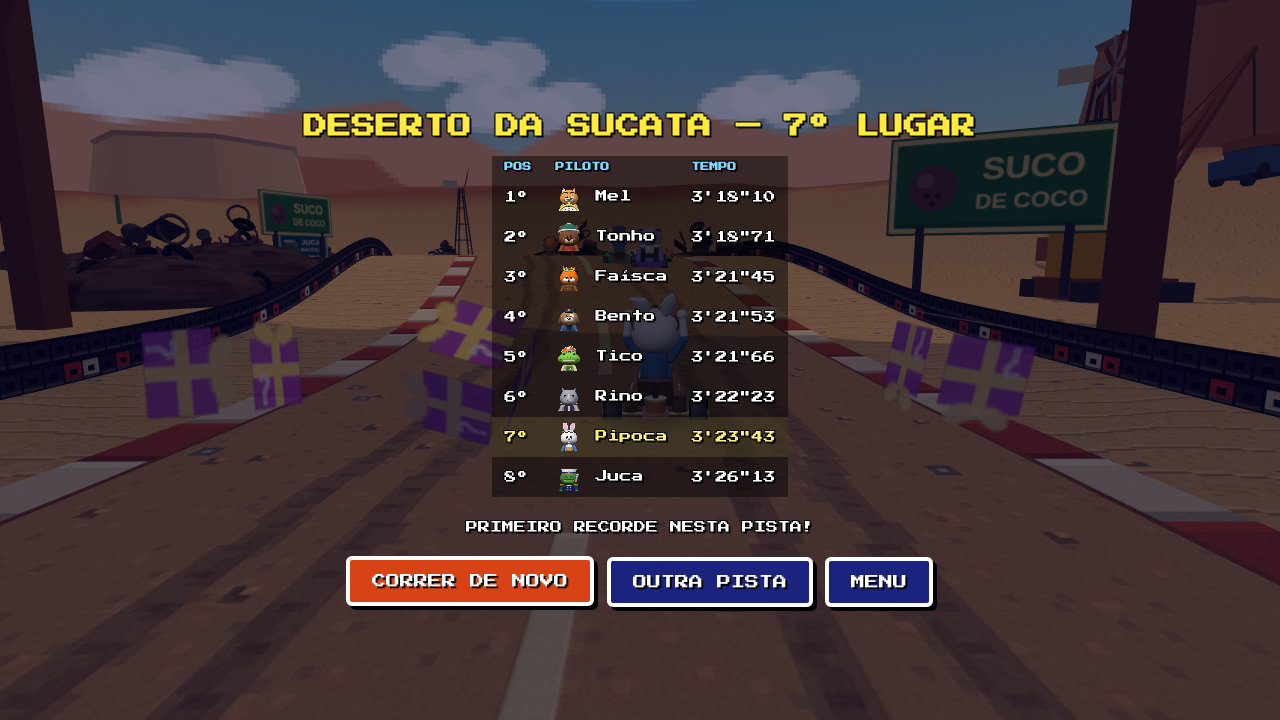 DESERTO DA SUCATA — 7º LUGAR
POS PILOTO TEMPO
1º Mel 3'18"10
2º Tonho 3'18"71
3º Faísca 3'21"45
4º Bento 3'21"53
5º Tico 3'21"66
6º Rino 3'22"23
7º Pipoca 3'23"43
8º Juca 3'26"13
PRIMEIRO RECORDE NESTA PISTA!
CORRER DE NOVO
OUTRA PISTA
MENU
SUCO
DE COCO
SUCO
DE COCO
JUCA